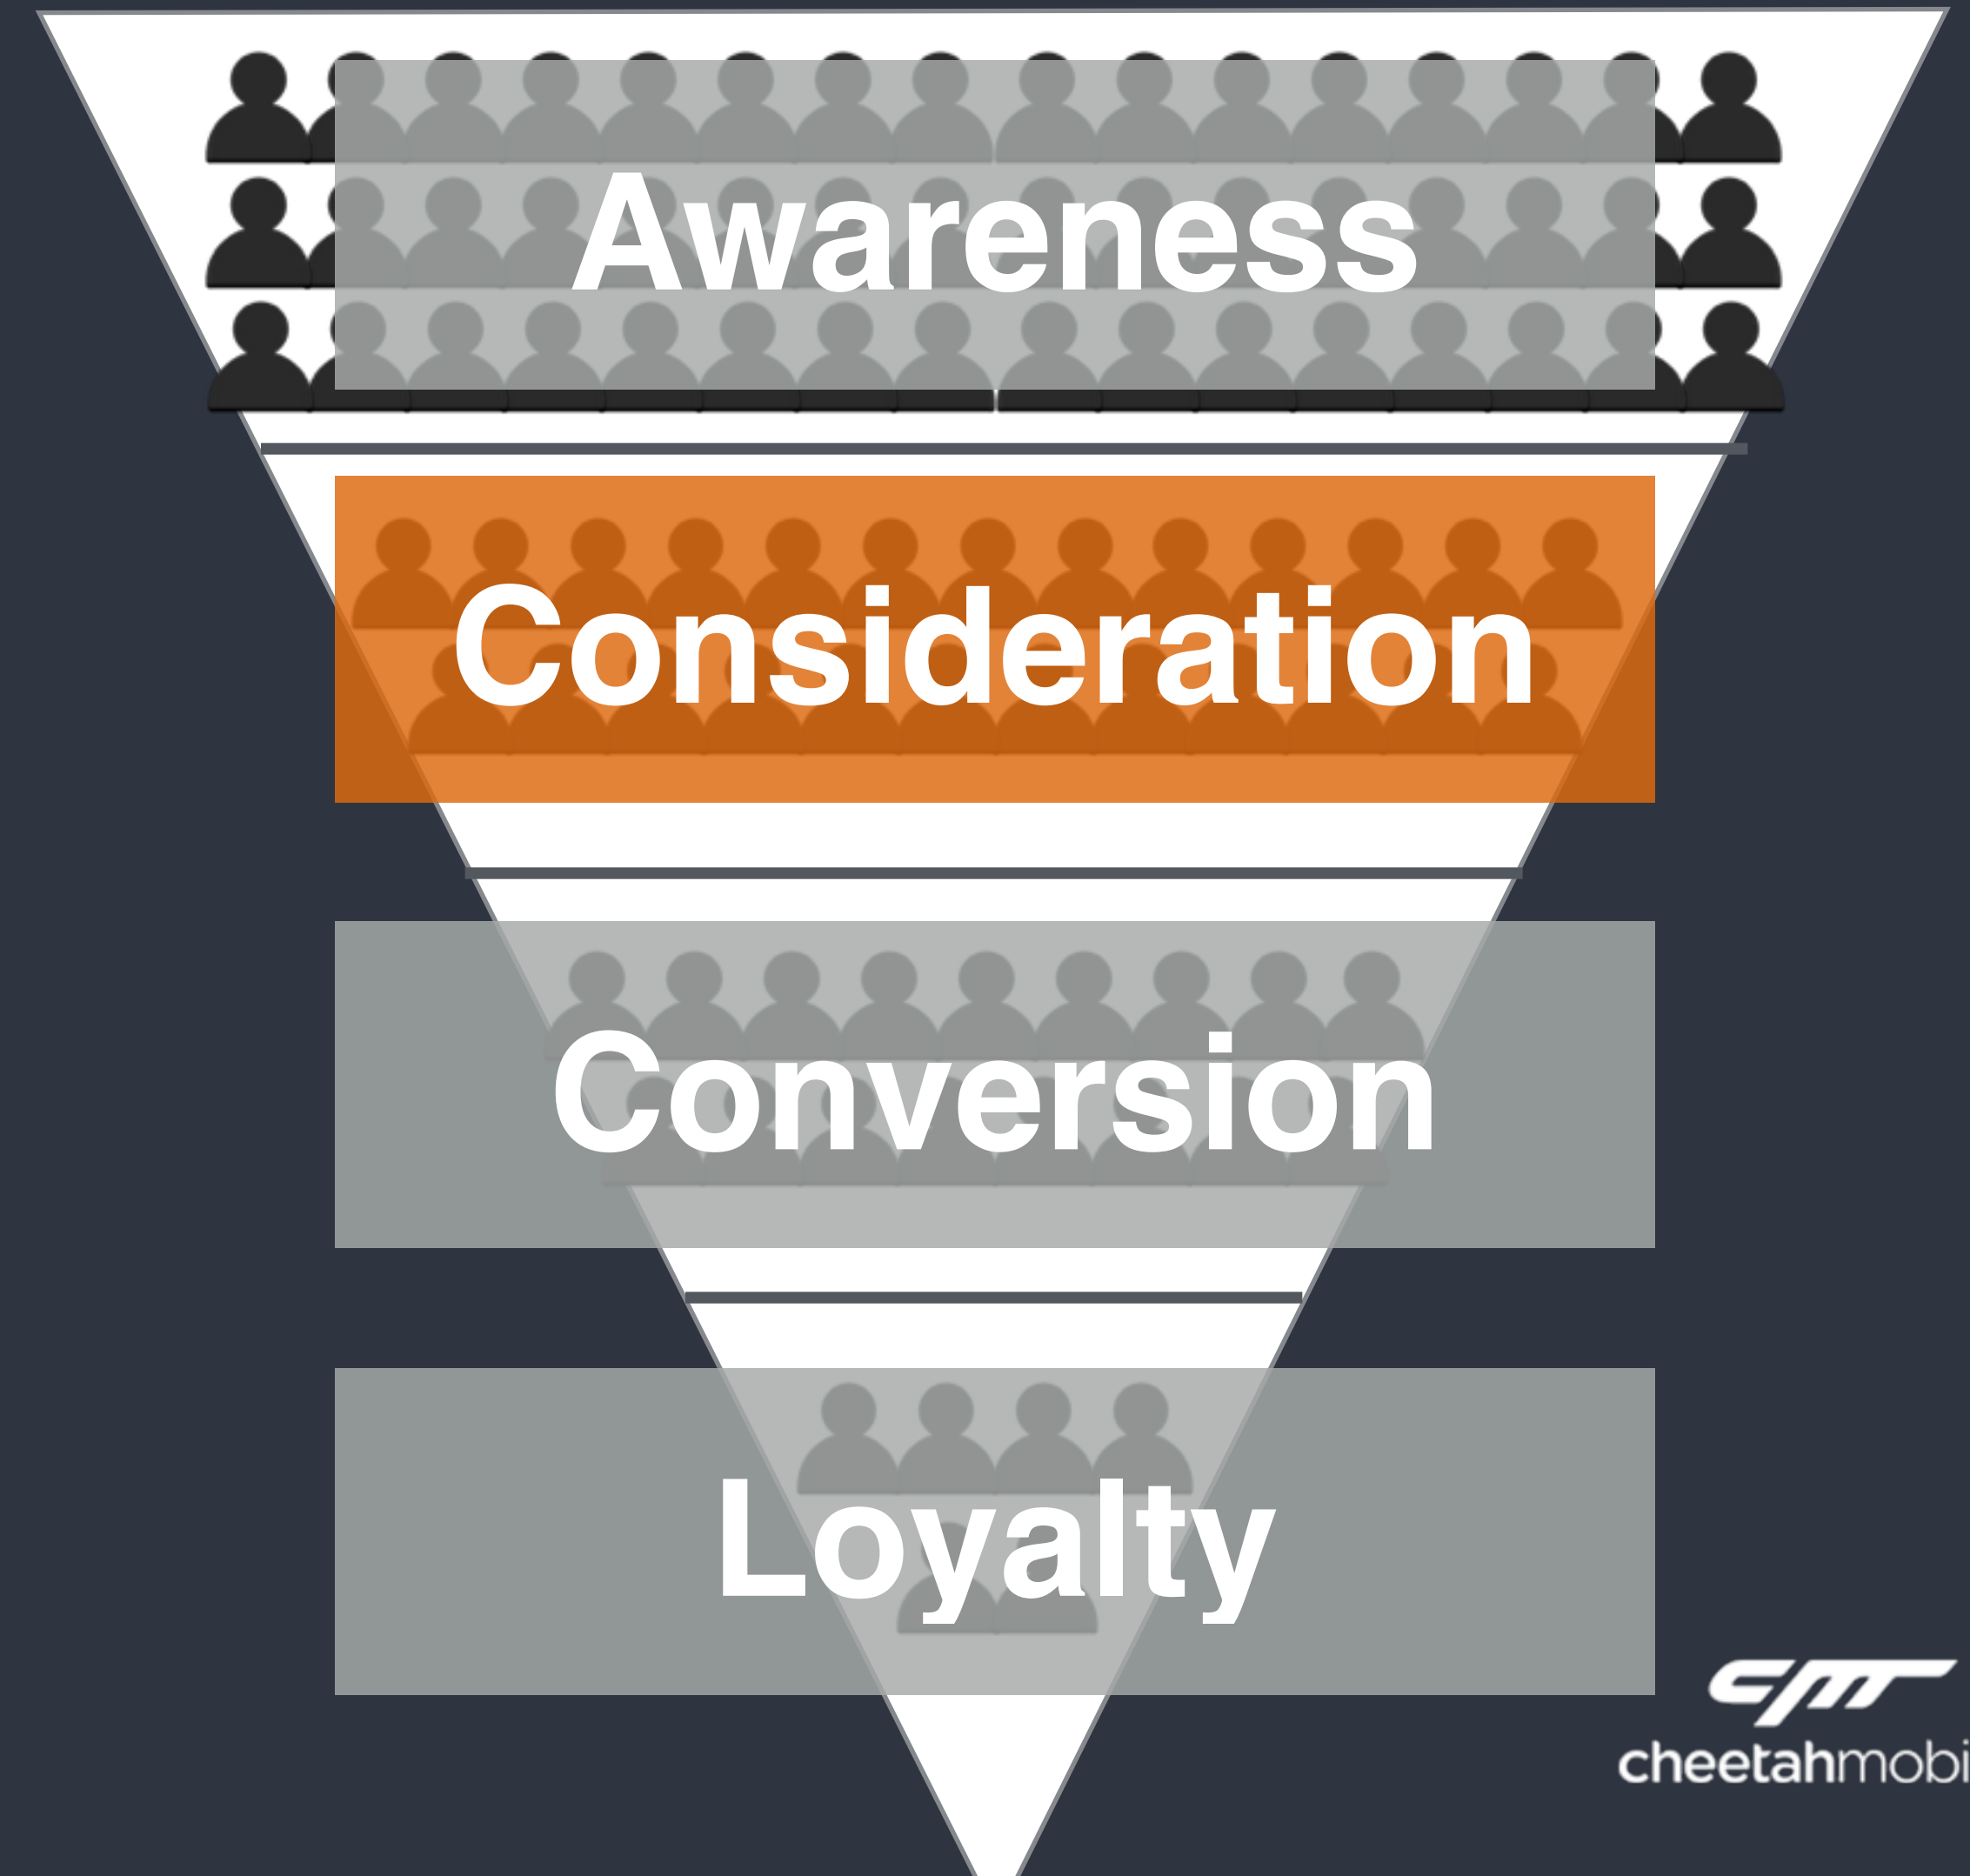 Awareness
Consideration
Conversion
Loyalty
cheetahmobi